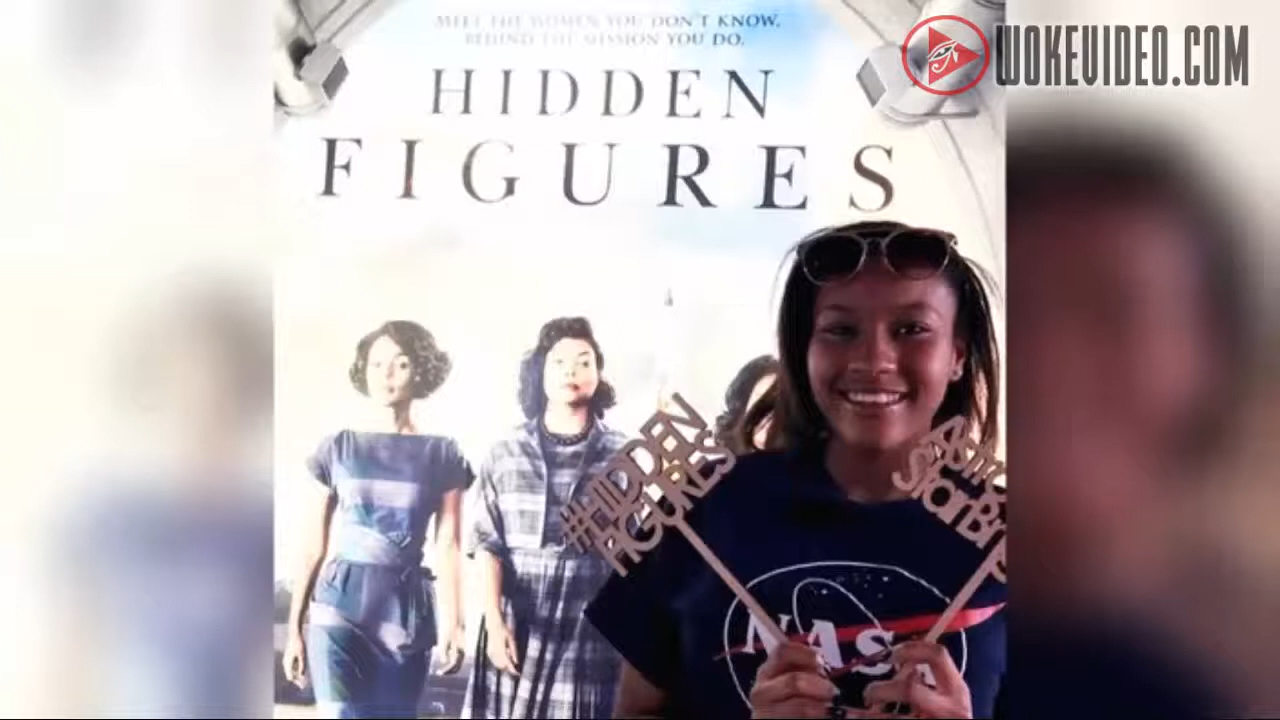 MEET THE WOMEN YOU DON'T KNOW.
BEHIND THE MISSION YOU DO.
WOKEVIDEO.COM
HIDDEN
FIGURES
#HIDDEN
FIGURES
NASA